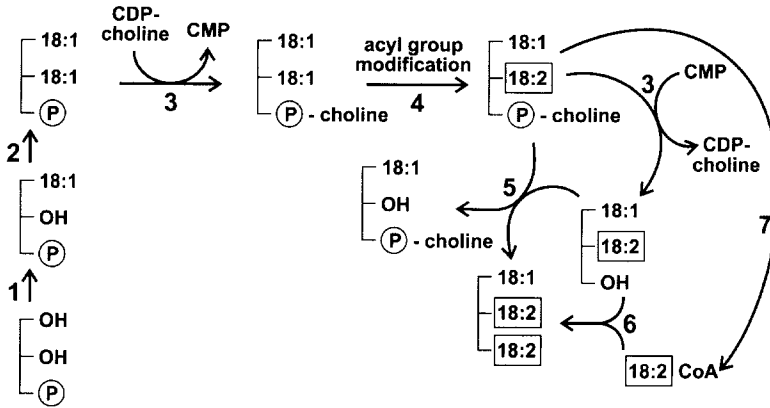 18:1
18:1
P
CDP-
choline
CMP
3
18:1
18:1
P - choline
acyl group
modification
4
18:1
18:2
P - choline
3
CMP
CDP-
choline
2
18:1
OH
P
1
OH
OH
P
18:1
OH
P - choline
5
18:1
18:2
OH
7
18:1
18:2
18:2
6
18:2 CoA